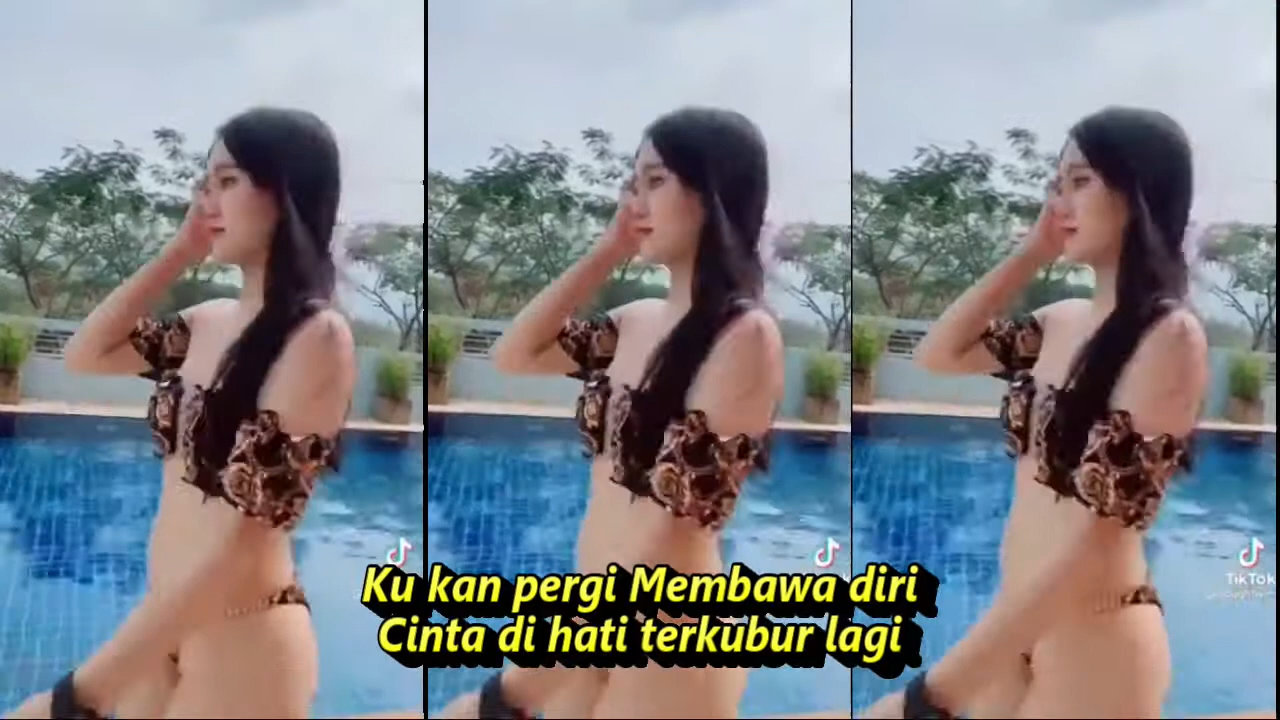 Ku kan pergi Membawa diri
Cinta di hati terkubur lagi
TikTok